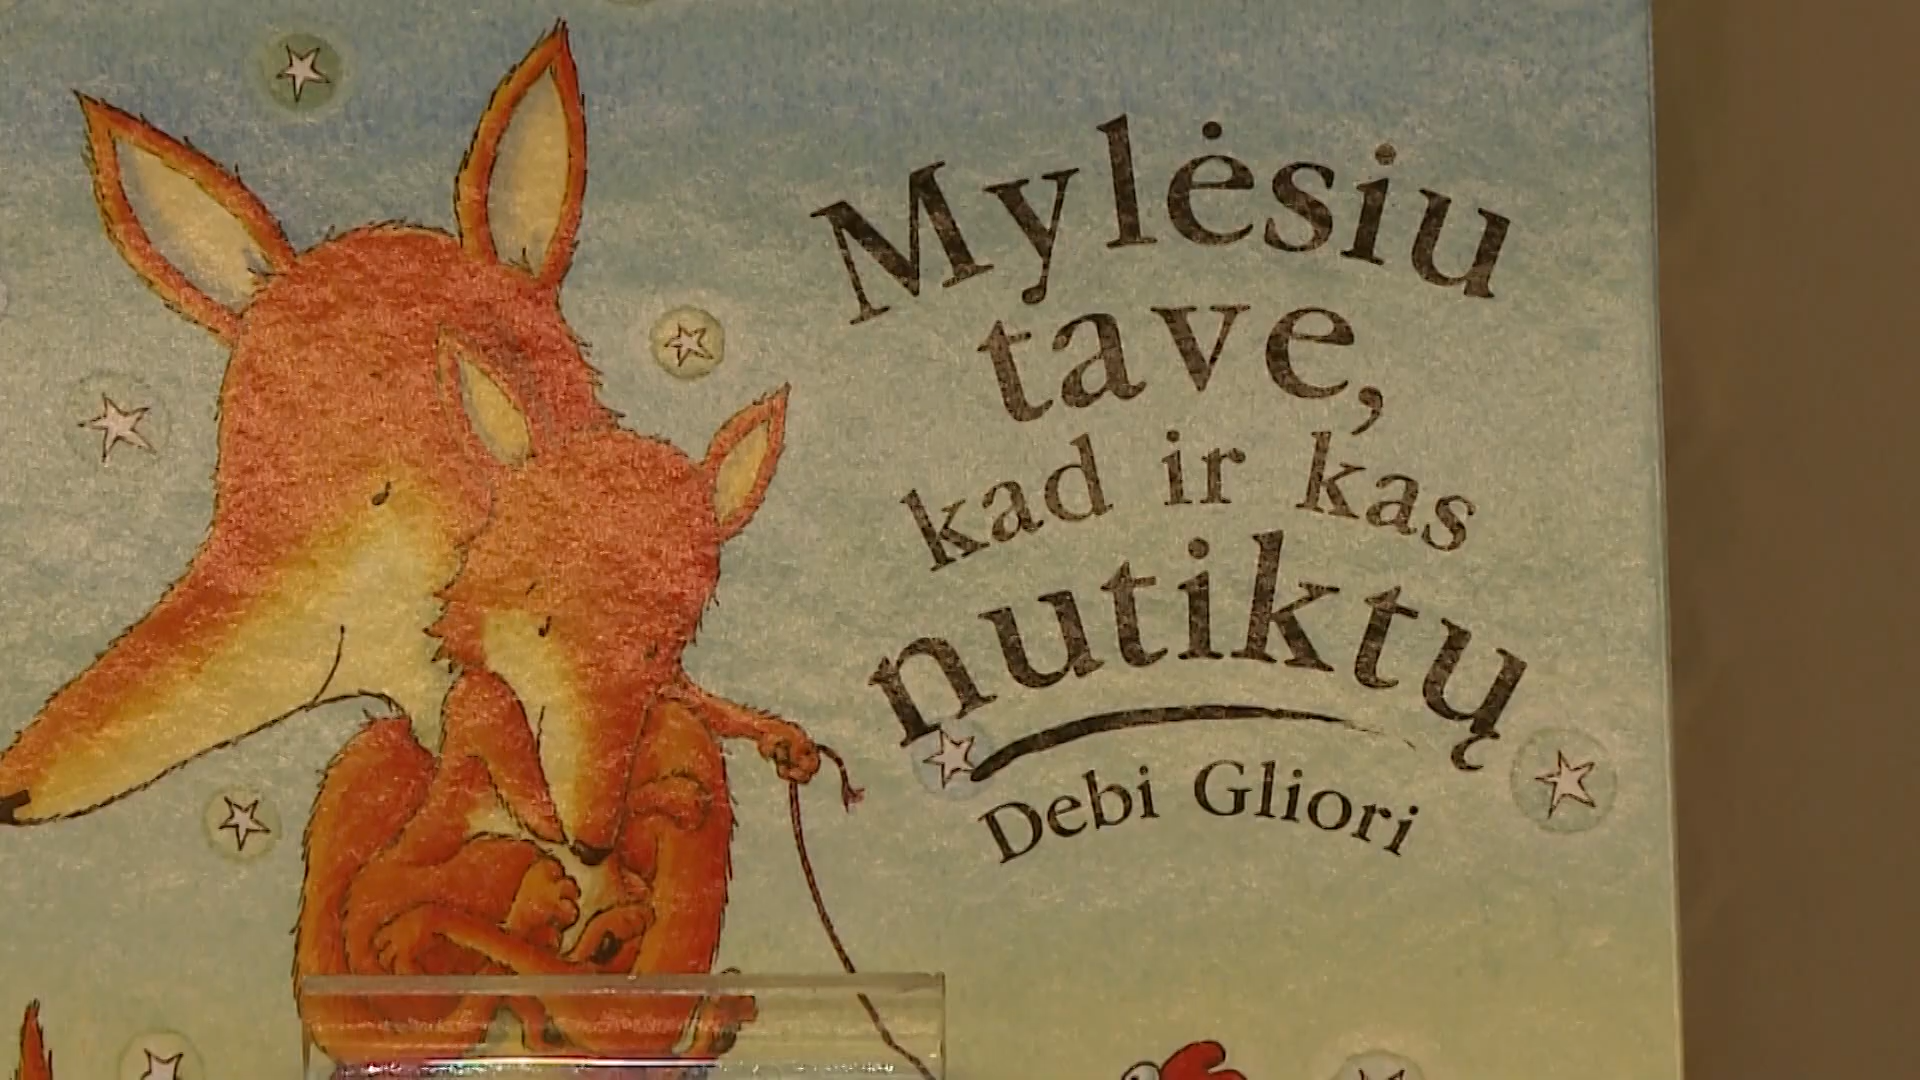 Mylėsiu
tave,
kad ir kas
nutiktų
Debi Gliori